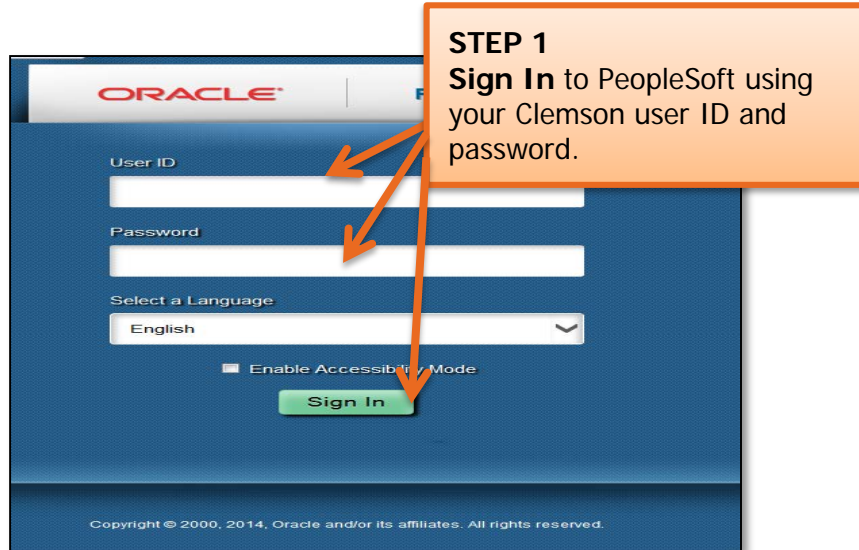 STEP 1
Sign In to PeopleSoft using
your Clemson user ID and
password.
ORACLE
User ID
Password
Select a Language
English
Enable Accessibility Mode
Sign In
Copyright © 2000, 2014, Oracle and/or its affiliates. All rights reserved.